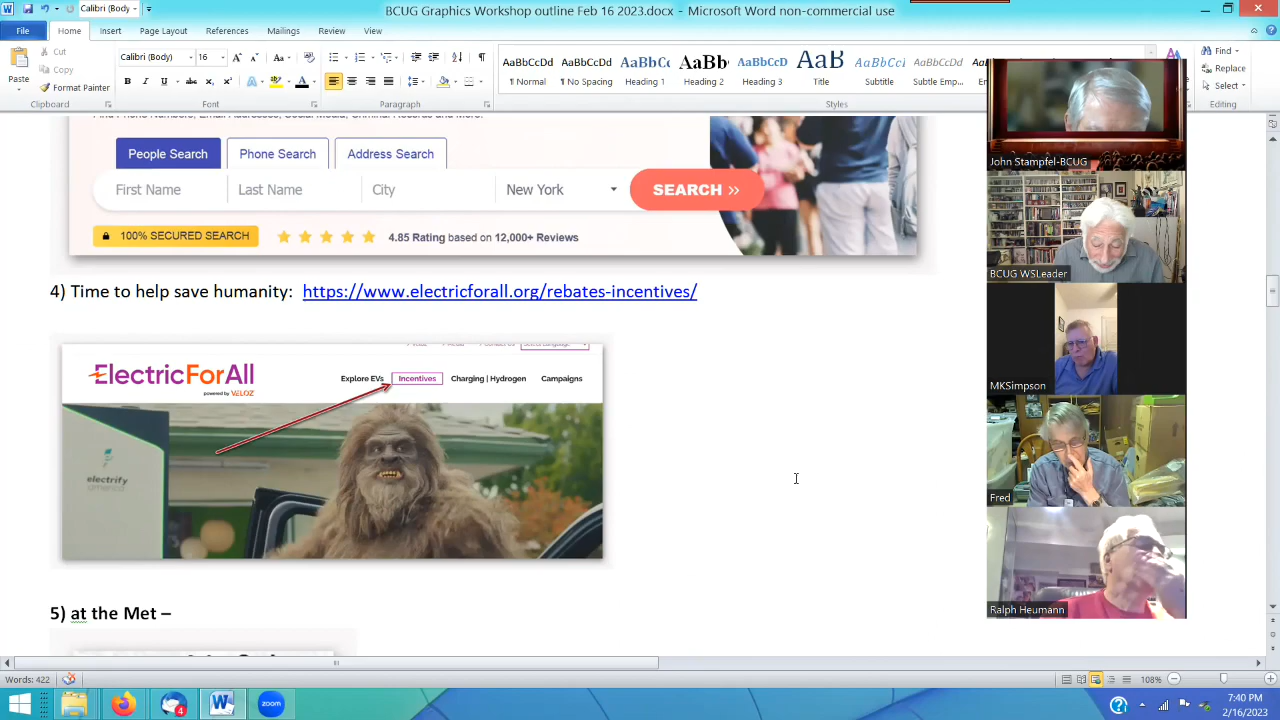 BCUG Graphics Workshop outline Feb 16 2023.docx - Microsoft Word non-commercial use
Calibri (Body)
File Home Insert Page Layout References Mailings Review View
Cut
Copy
Format Painter
Paste
Calibri (Body) 16
Clipboard Font Paragraph Styles Editing
AaBbCcDd AaBbCcDd AaBbC AaBb AaBbCcD AaB AaBbCcI AaBbCcDd
¶ Normal ¶ No Spacing Heading 1 Heading 2 Heading 3 Title Subtitle Subtle Emp...
Find
Replace
Select
People Search Phone Search Address Search
First Name Last Name City New York SEARCH »
100% SECURED SEARCH 4.85 Rating based on 12,000+ Reviews
4) Time to help save humanity: https://www.electricforall.org/rebates-incentives/
ElectricForAll
powered by VELOZ
Explore EVs Incentives Charging | Hydrogen Campaigns
electrify
america
5) at the Met –
John Stampfel-BCUG
BCUG WSLeader
MKSimpson
Fred
Ralph Heumann
Words: 422
108%
zoom
4
7:40 PM
2/16/2023